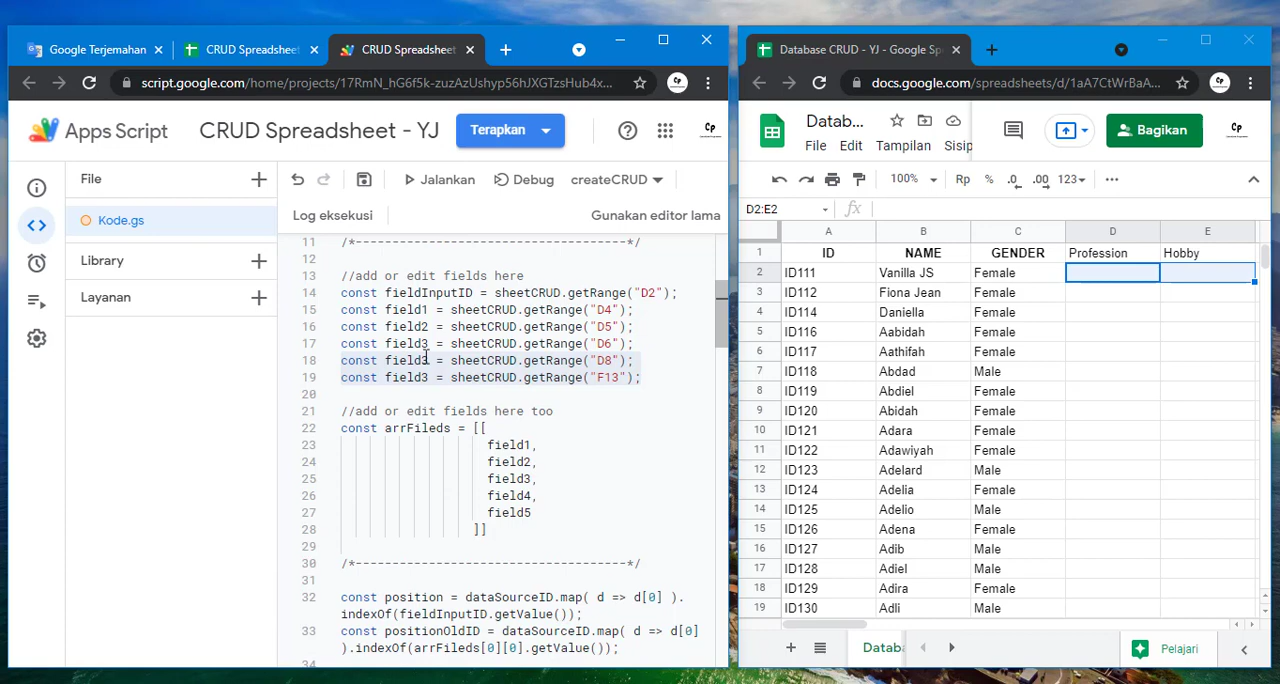 Google Terjemahan
CRUD Spreadsheet
CRUD Spreadsheet
script.google.com/home/projects/17RmN_hG6f5k-zuzAzUshyp56hJXGTzsHub4x...
Cp
Apps Script
CRUD Spreadsheet - YJ
Terapkan
Cp
File
Kode.gs
Library
Layanan
Jalankan
Debug
createCRUD
Log eksekusi
Gunakan editor lama
11 /*-------------------------------------*/
12
13 //add or edit fields here
14 const fieldInputID = sheetCRUD.getRange("D2");
15 const field1 = sheetCRUD.getRange("D4");
16 const field2 = sheetCRUD.getRange("D5");
17 const field3 = sheetCRUD.getRange("D6");
18 const field3 = sheetCRUD.getRange("D8");
19 const field3 = sheetCRUD.getRange("F13");
20
21 //add or edit fields here too
22 const arrFileds = [[
23 field1,
24 field2,
25 field3,
26 field4,
27 field5
28 ]]
29
30 /*-------------------------------------*/
31
32 const position = dataSourceID.map( d => d[0] ).
indexOf(fieldInputID.getValue());
33 const positionOldID = dataSourceID.map( d => d[0]
).indexOf(arrFileds[0][0].getValue());
34
Database CRUD - YJ - Google Sp
docs.google.com/spreadsheets/d/1aA7CtWrBaA...
Cp
Datab...
File Edit Tampilan Sisip
Bagikan
Cp
100% Rp % .0 .00 123
D2:E2 fx
A B C D E
1 ID NAME GENDER Profession Hobby
2 ID111 Vanilla JS Female
3 ID112 Fiona Jean Female
4 ID114 Daniella Female
5 ID116 Aabidah Female
6 ID117 Aathifah Female
7 ID118 Abdad Male
8 ID119 Abdiel Female
9 ID120 Abidah Female
10 ID121 Adara Female
11 ID122 Adawiyah Female
12 ID123 Adelard Male
13 ID124 Adelia Female
14 ID125 Adelio Male
15 ID126 Adena Female
16 ID127 Adib Male
17 ID128 Adiel Male
18 ID129 Adira Female
19 ID130 Adli Male
Databa
Pelajari